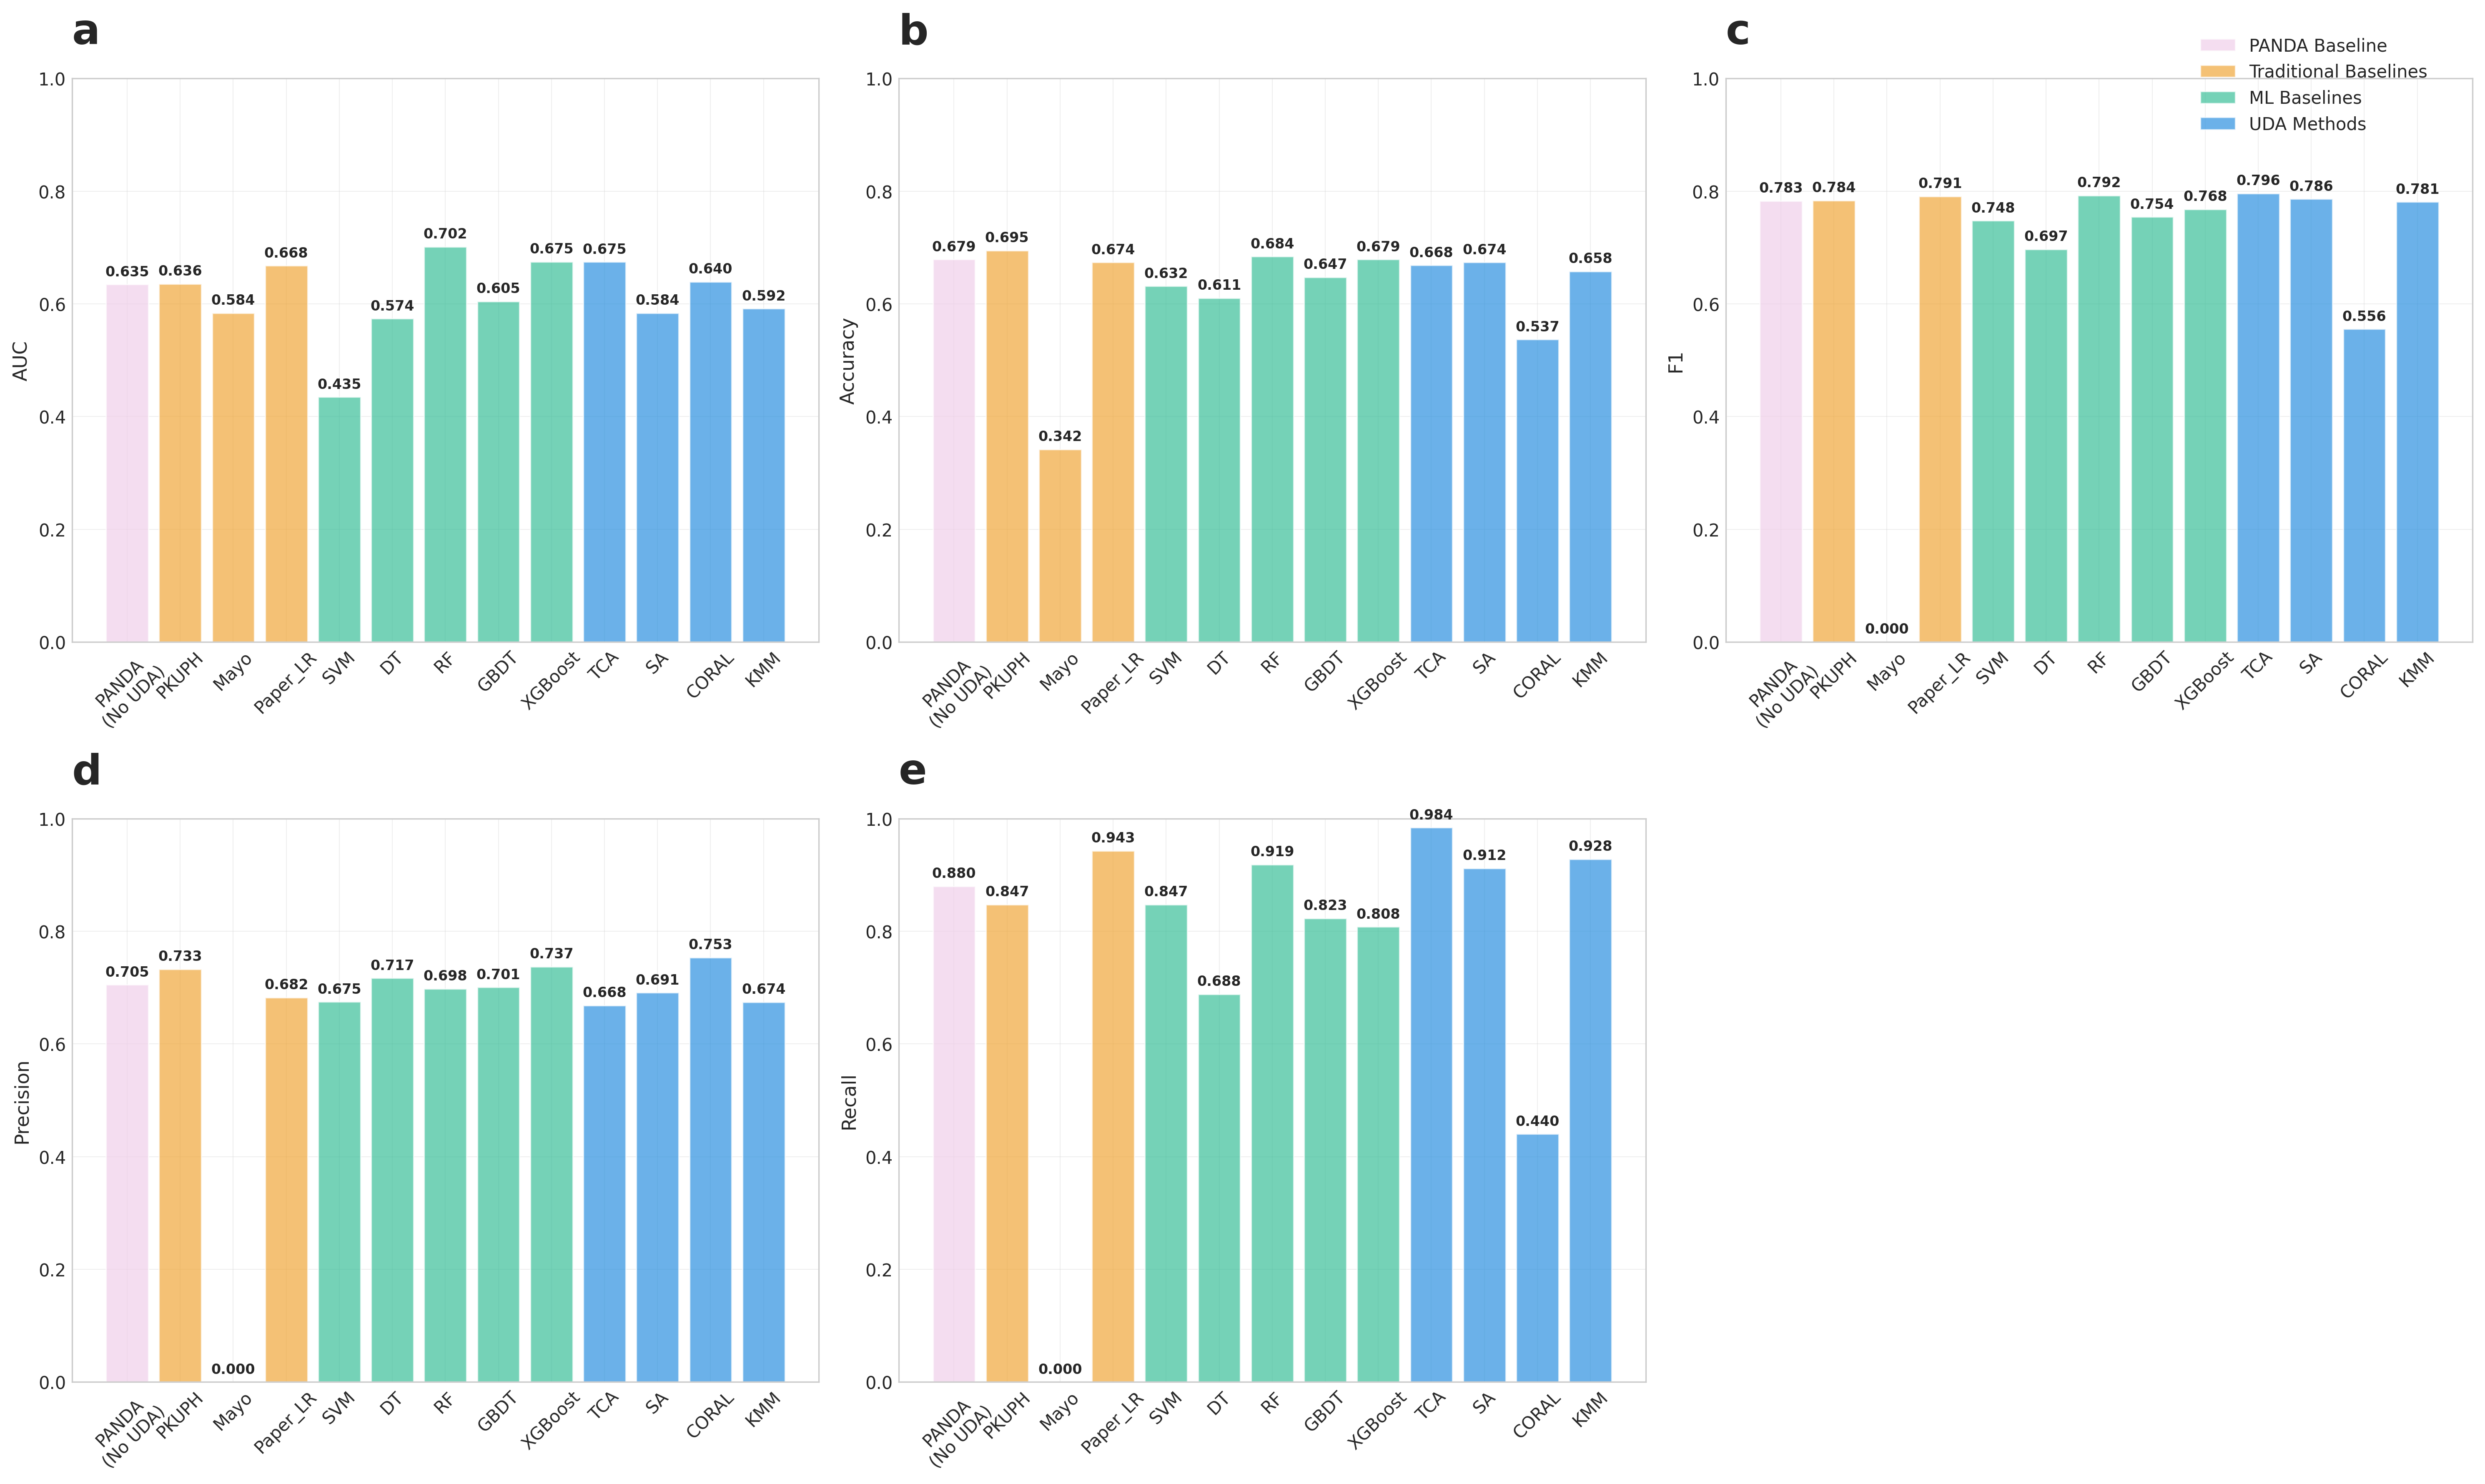 a
1.0
0.8
0.6
0.4
0.2
0.0
AUC
0.635
0.636
0.584
0.668
0.435
0.574
0.702
0.605
0.675
0.675
0.584
0.640
0.592
PANDA
(No UDA)
PKUPH
Mayo
Paper_LR
SVM
DT
RF
GBDT
XGBoost
TCA
SA
CORAL
KMM
b
1.0
0.8
0.6
0.4
0.2
0.0
Accuracy
0.679
0.695
0.342
0.674
0.632
0.611
0.684
0.647
0.679
0.668
0.674
0.537
0.658
PANDA
(No UDA)
PKUPH
Mayo
Paper_LR
SVM
DT
RF
GBDT
XGBoost
TCA
SA
CORAL
KMM
c
PANDA Baseline
Traditional Baselines
ML Baselines
UDA Methods
1.0
0.8
0.6
0.4
0.2
0.0
F1
0.783
0.784
0.000
0.791
0.748
0.697
0.792
0.754
0.768
0.796
0.786
0.556
0.781
PANDA
(No UDA)
PKUPH
Mayo
Paper_LR
SVM
DT
RF
GBDT
XGBoost
TCA
SA
CORAL
KMM
d
1.0
0.8
0.6
0.4
0.2
0.0
Precision
0.705
0.733
0.000
0.682
0.675
0.717
0.698
0.701
0.737
0.668
0.691
0.753
0.674
PANDA
(No UDA)
PKUPH
Mayo
Paper_LR
SVM
DT
RF
GBDT
XGBoost
TCA
SA
CORAL
KMM
e
1.0
0.8
0.6
0.4
0.2
0.0
Recall
0.880
0.847
0.000
0.943
0.847
0.688
0.919
0.823
0.808
0.984
0.912
0.440
0.928
PANDA
(No UDA)
PKUPH
Mayo
Paper_LR
SVM
DT
RF
GBDT
XGBoost
TCA
SA
CORAL
KMM